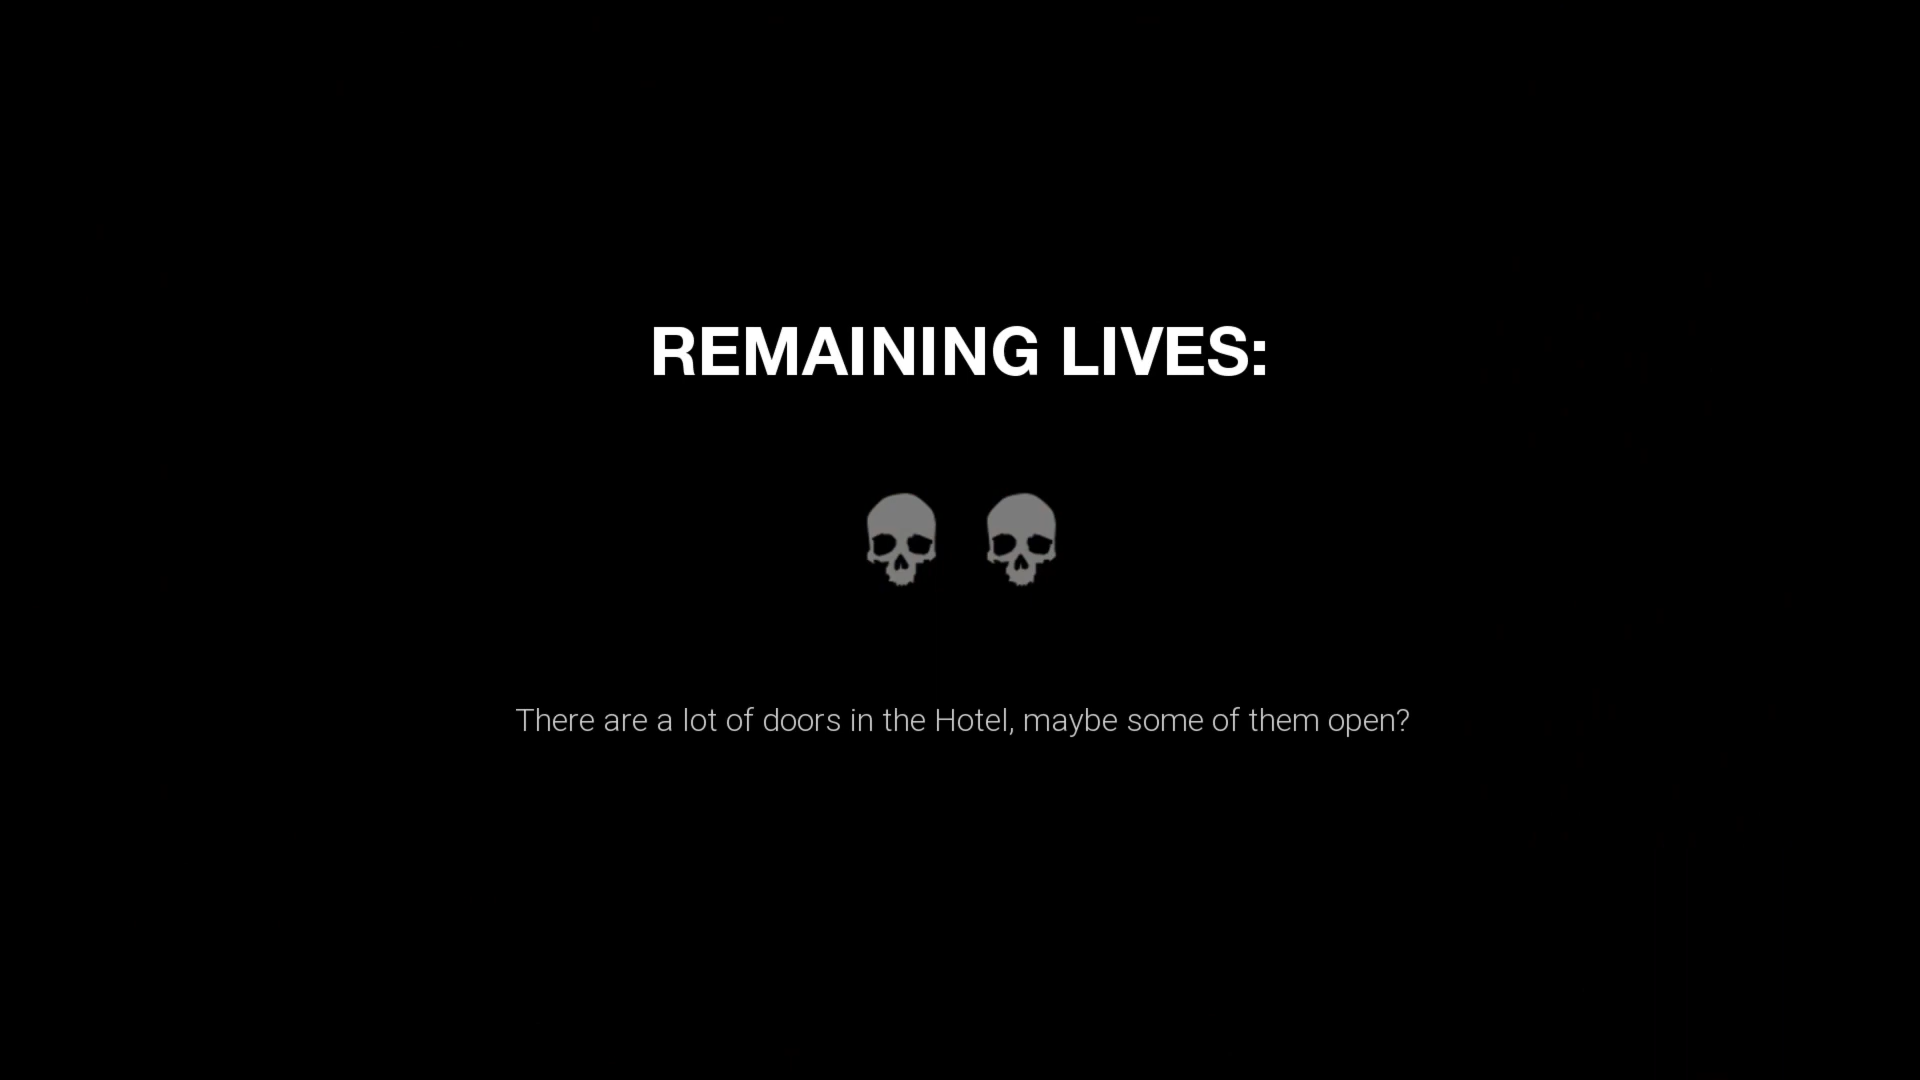 REMAINING LIVES:
There are a lot of doors in the Hotel, maybe some of them open?